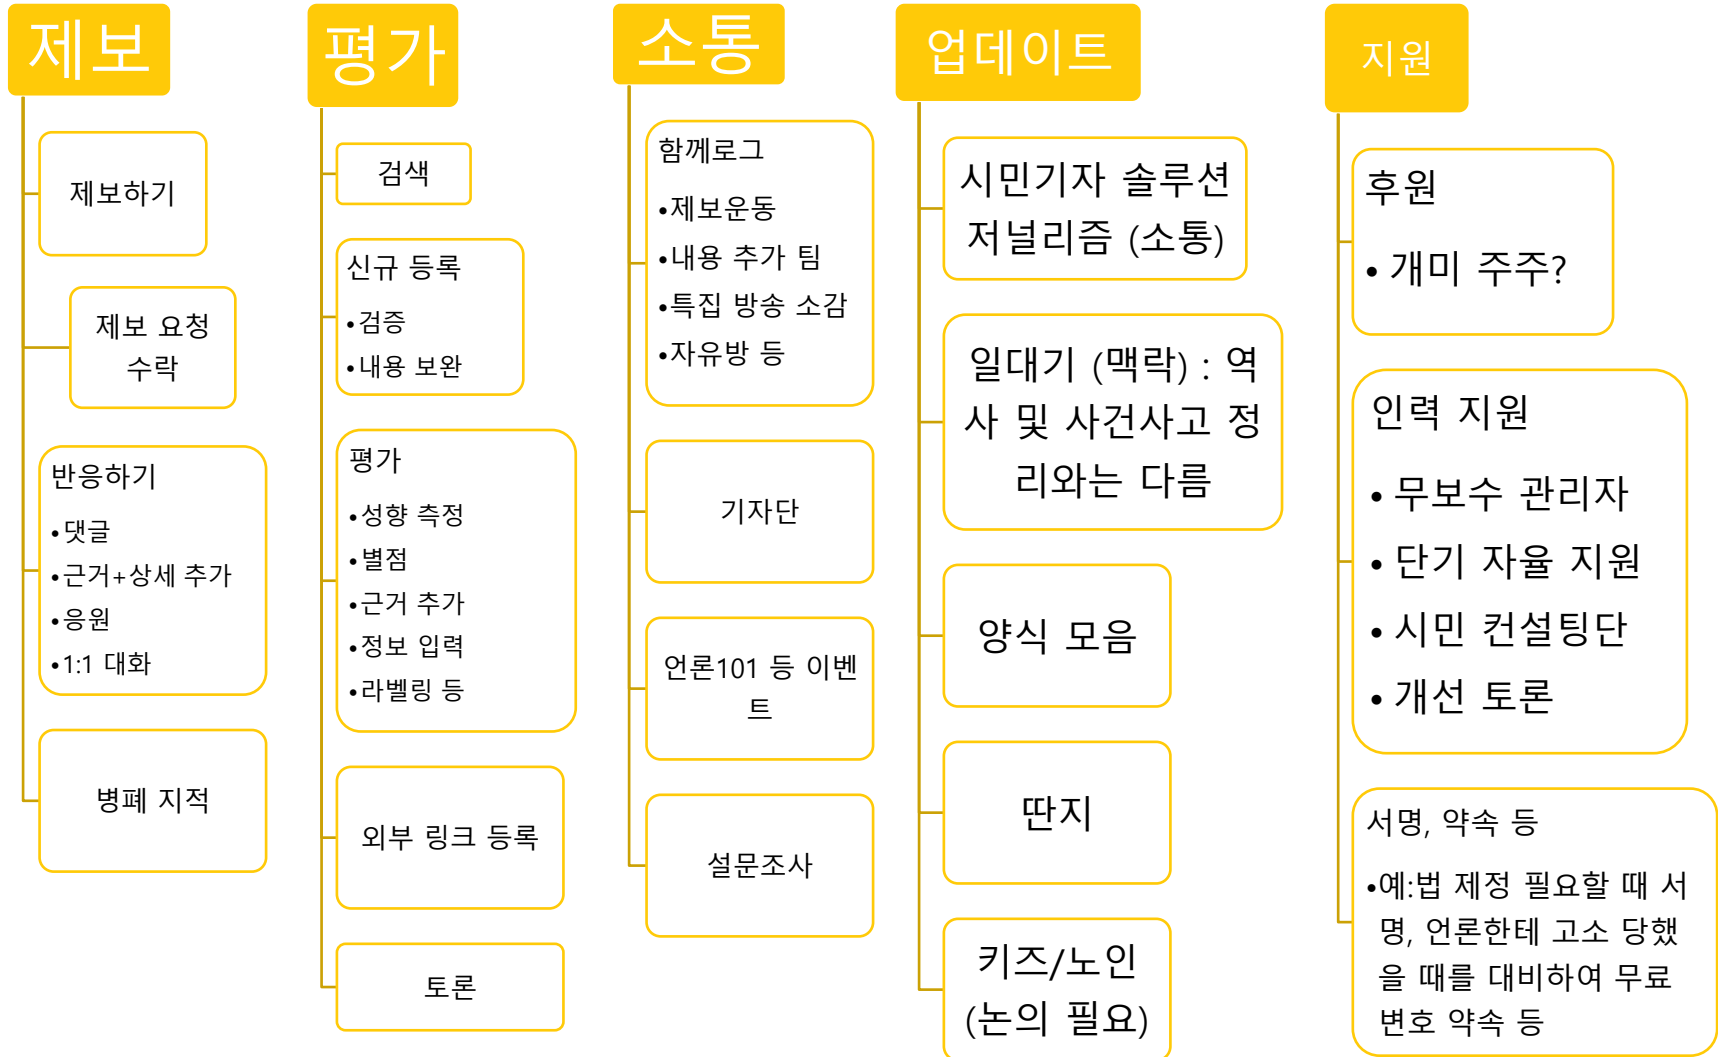 제보
제보하기
제보 요청
수락
반응하기
•댓글
•근거+상세 추가
•응원
•1:1 대화
병폐 지적
평가
검색
신규 등록
•검증
•내용 보완
평가
•성향 측정
•별점
•근거 추가
•정보 입력
•라벨링 등
외부 링크 등록
토론
소통
함께로그
•제보운동
•내용 추가 팀
•특집 방송 소감
•자유방 등
기자단
언론101 등 이벤
트
설문조사
업데이트
시민기자 솔루션
저널리즘 (소통)
일대기 (맥락) : 역
사 및 사건사고 정
리와는 다름
양식 모음
딴지
키즈/노인
(논의 필요)
지원
후원
• 개미 주주?
인력 지원
• 무보수 관리자
• 단기 자율 지원
• 시민 컨설팅단
• 개선 토론
서명, 약속 등
•예:법 제정 필요할 때 서
명, 언론한테 고소 당했
을 때를 대비하여 무료
변호 약속 등